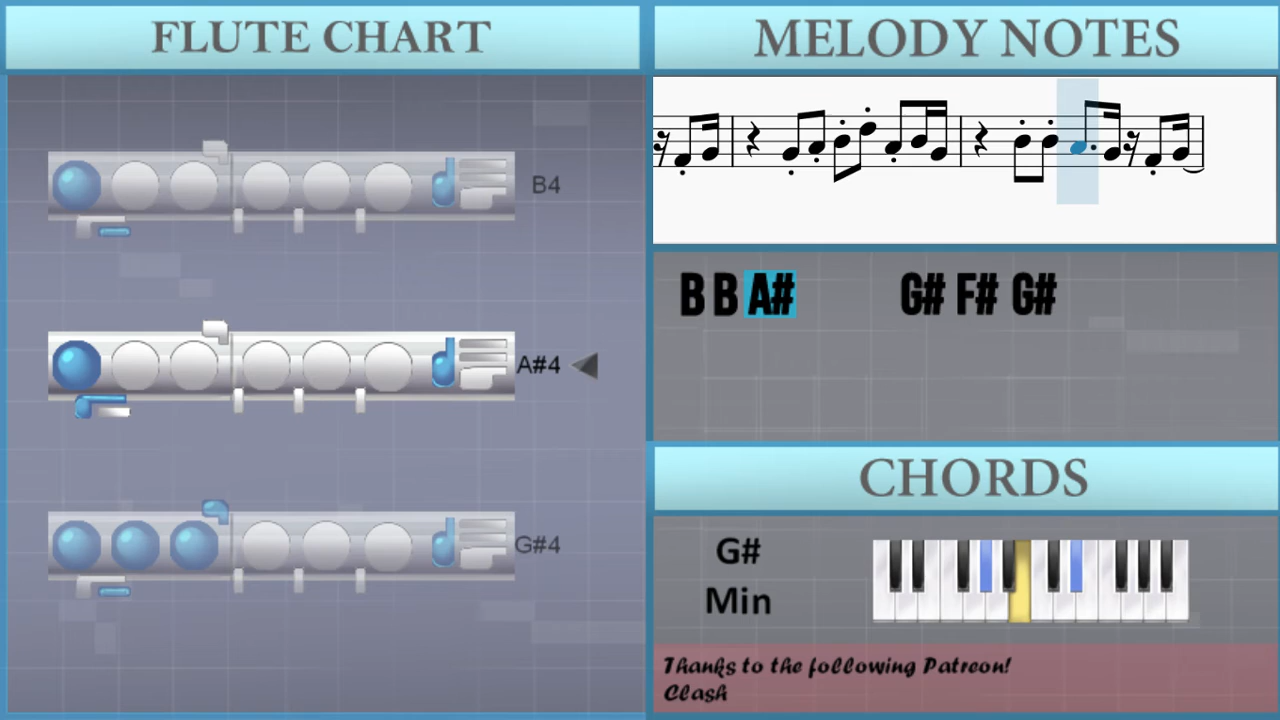 FLUTE CHART
B4
A#4
G#4
MELODY NOTES
B B A# G# F# G#
CHORDS
G#
Min
Thanks to the following Patreon!
Clash